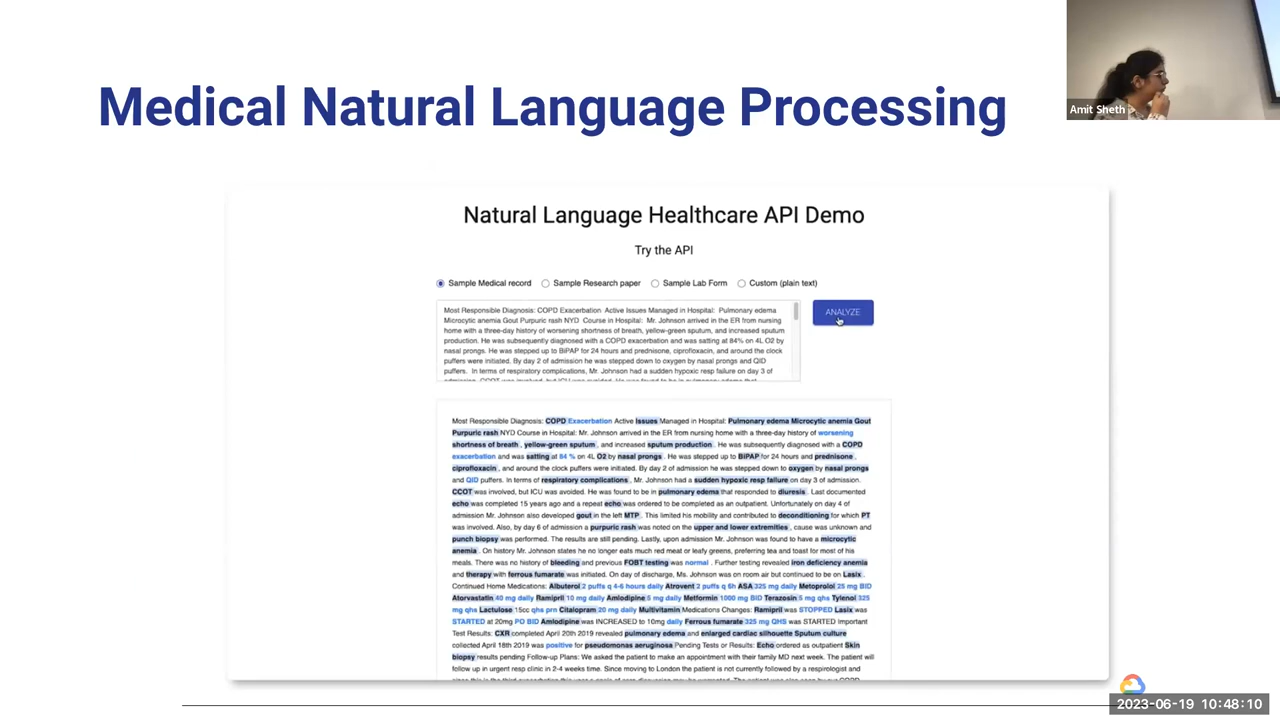 Medical Natural Language Processing
Amit Sheth
Natural Language Healthcare API Demo
Try the API
Sample Medical record Sample Research paper Sample Lab Form Custom (plain text)
ANALYZE
Most Responsible Diagnosis: COPD Exacerbation Active Issues Managed in Hospital: Pulmonary edema
Microcytic anemia Gout Purpuric rash NYD Course in Hospital: Mr. Johnson arrived in the ER from nursing
home with a three-day history of worsening shortness of breath, yellow-green sputum, and increased sputum
production. He was subsequently diagnosed with a COPD exacerbation and was satting at 84% on 4L O2 by
nasal prongs. He was stepped up to BiPAP for 24 hours and prednisone, ciprofloxacin, and around the clock
puffers were initiated. By day 2 of admission he was stepped down to oxygen by nasal prongs and QID
puffers. In terms of respiratory complications, Mr. Johnson had a sudden hypoxic resp failure on day 3 of
admission. CCOT was involved, but ICU was avoided. He was found to be in pulmonary edema that
Most Responsible Diagnosis: COPD Exacerbation Active Issues Managed in Hospital: Pulmonary edema Microcytic anemia Gout
Purpuric rash NYD Course in Hospital: Mr. Johnson arrived in the ER from nursing home with a three-day history of worsening
shortness of breath , yellow-green sputum , and increased sputum production . He was subsequently diagnosed with a COPD
exacerbation and was satting at 84 % on 4L O2 by nasal prongs . He was stepped up to BiPAP for 24 hours and prednisone ,
ciprofloxacin , and around the clock puffers were initiated. By day 2 of admission he was stepped down to oxygen by nasal prongs
and QID puffers. In terms of respiratory complications , Mr. Johnson had a sudden hypoxic resp failure on day 3 of admission.
CCOT was involved, but ICU was avoided. He was found to be in pulmonary edema that responded to diuresis . Last documented
echo was completed 15 years ago and a repeat echo was ordered to be completed as an outpatient. Unfortunately on day 4 of
admission Mr. Johnson also developed gout in the left MTP . This limited his mobility and contributed to deconditioning for which PT
was involved. Also, by day 6 of admission a purpuric rash was noted on the upper and lower extremities , cause was unknown and
punch biopsy was performed. The results are still pending. Lastly, upon admission Mr. Johnson was found to have a microcytic
anemia . On history Mr. Johnson states he no longer eats much red meat or leafy greens, preferring tea and toast for most of his
meals. There was no history of bleeding and previous FOBT testing was normal . Further testing revealed iron deficiency anemia
and therapy with ferrous fumarate was initiated. On day of discharge, Ms. Johnson was on room air but continued to be on Lasix .
Continued Home Medications: Albuterol 2 puffs q 4-6 hours daily Atrovent 2 puffs q 6h ASA 325 mg daily Metoprolol 25 mg BID
Atorvastatin 40 mg daily Ramipril 10 mg daily Amlodipine 5 mg daily Metformin 1000 mg BID Terazosin 5 mg qhs Tylenol 325
mg qhs Lactulose 15cc qhs prn Citalopram 20 mg daily Multivitamin Medications Changes: Ramipril was STOPPED Lasix was
STARTED at 20mg PO BID Amlodipine was INCREASED to 10mg daily Ferrous fumarate 325 mg QHS was STARTED Important
Test Results: CXR completed April 20th 2019 revealed pulmonary edema and enlarged cardiac silhouette Sputum culture
collected April 18th 2019 was positive for pseudomonas aeruginosa Pending Tests or Results: Echo ordered as outpatient Skin
biopsy results pending Follow-up Plans: We asked the patient to make an appointment with their family MD next week. The patient will
follow up in urgent resp clinic in 2-4 weeks time. Since moving to London the patient is not currently followed by a respirologist and
2023-06-19 10:48:10